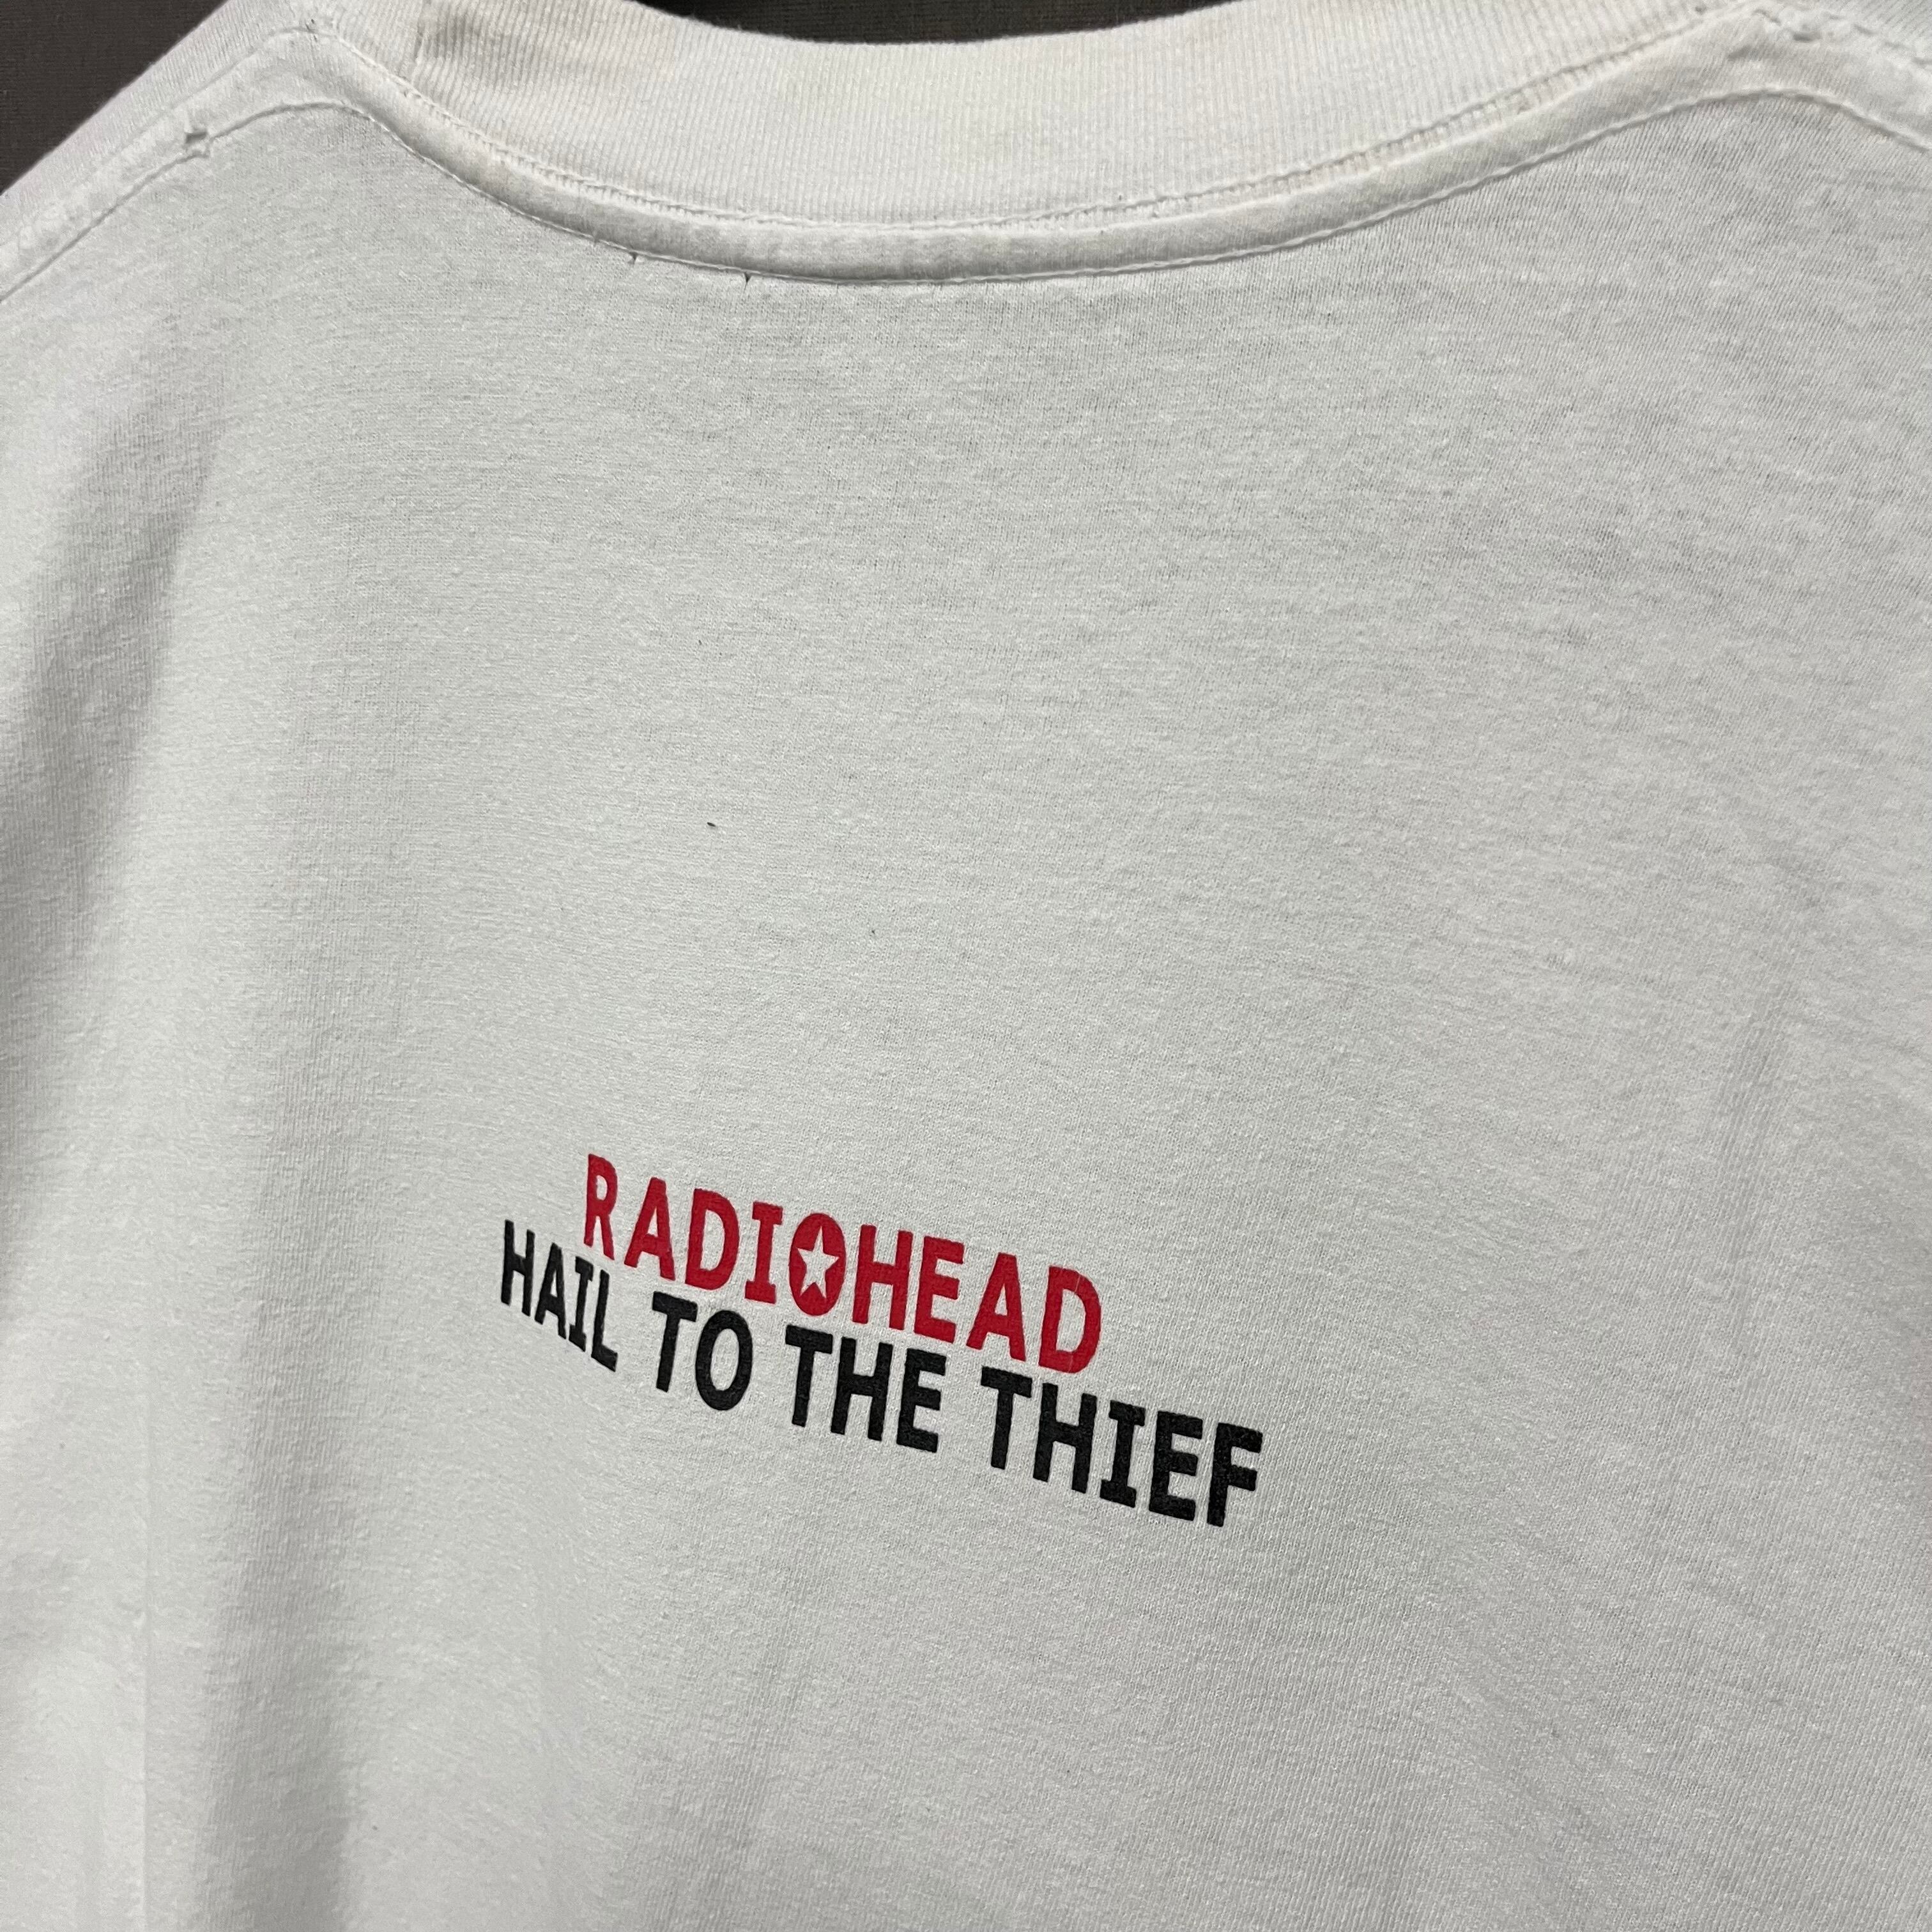 RADIOHEAD
HAIL TO THE THIEF